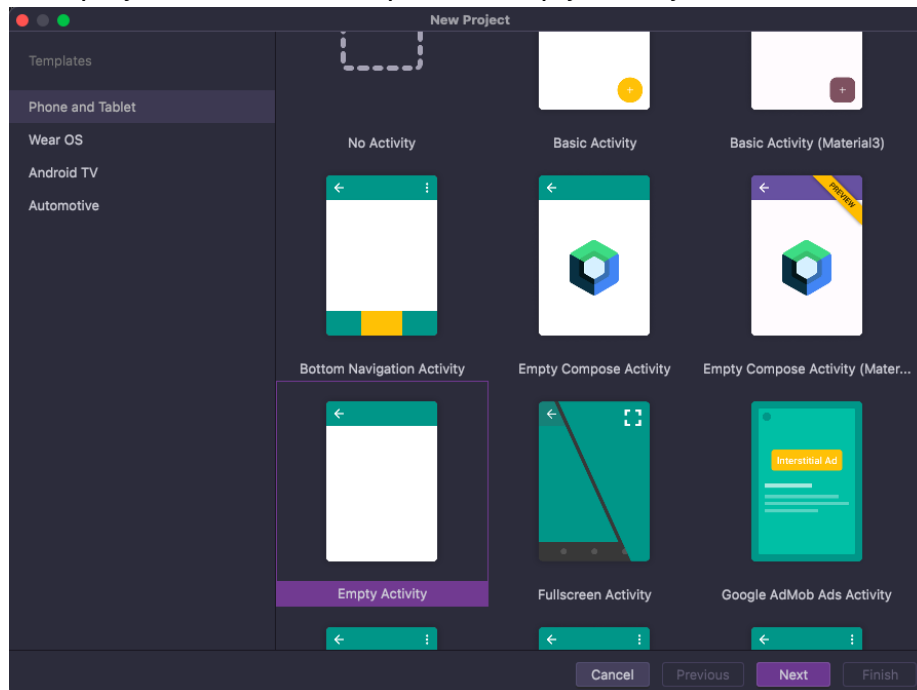 New Project
Templates
Phone and Tablet
Wear OS
Android TV
Automotive
No Activity
Basic Activity
Basic Activity (Material3)
PREVIEW
Bottom Navigation Activity
Empty Compose Activity
Empty Compose Activity (Mater...
Interstitial Ad
Empty Activity
Fullscreen Activity
Google AdMob Ads Activity
Cancel
Previous
Next
Finish